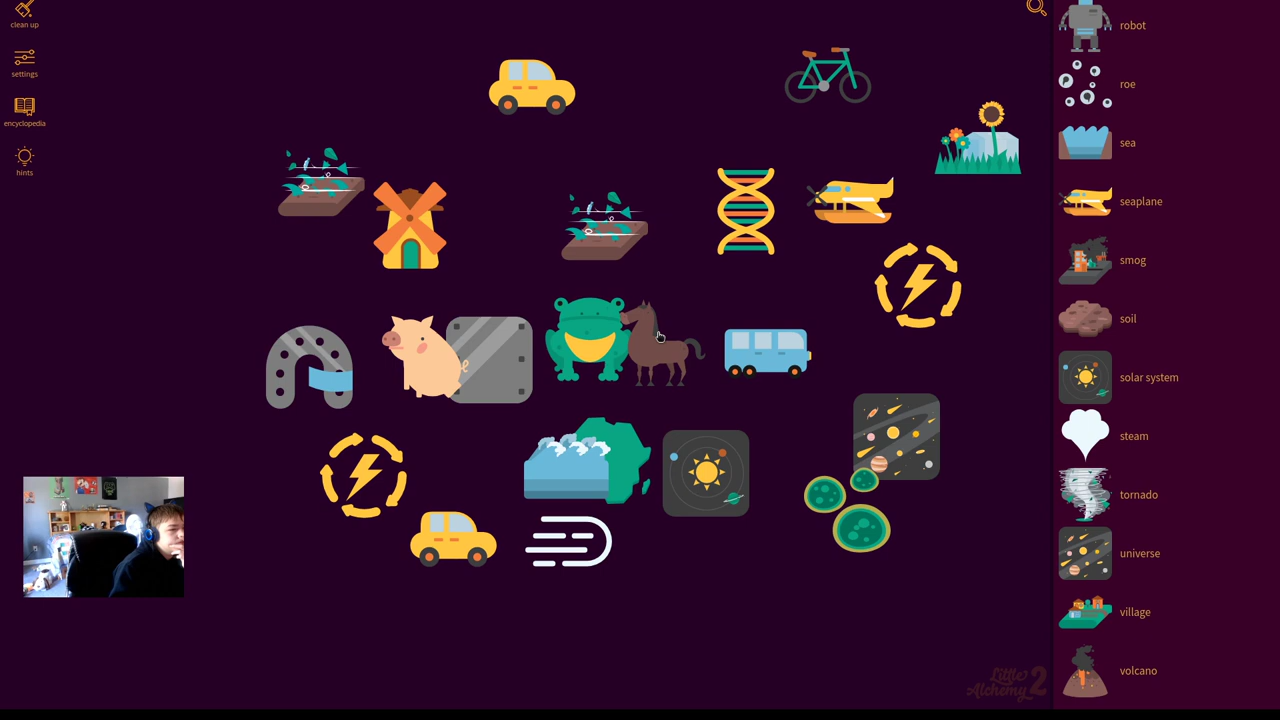 clean up
settings
encyclopedia
hints
robot
roe
sea
seaplane
smog
soil
solar system
steam
tornado
universe
village
volcano
Little
Alchemy 2